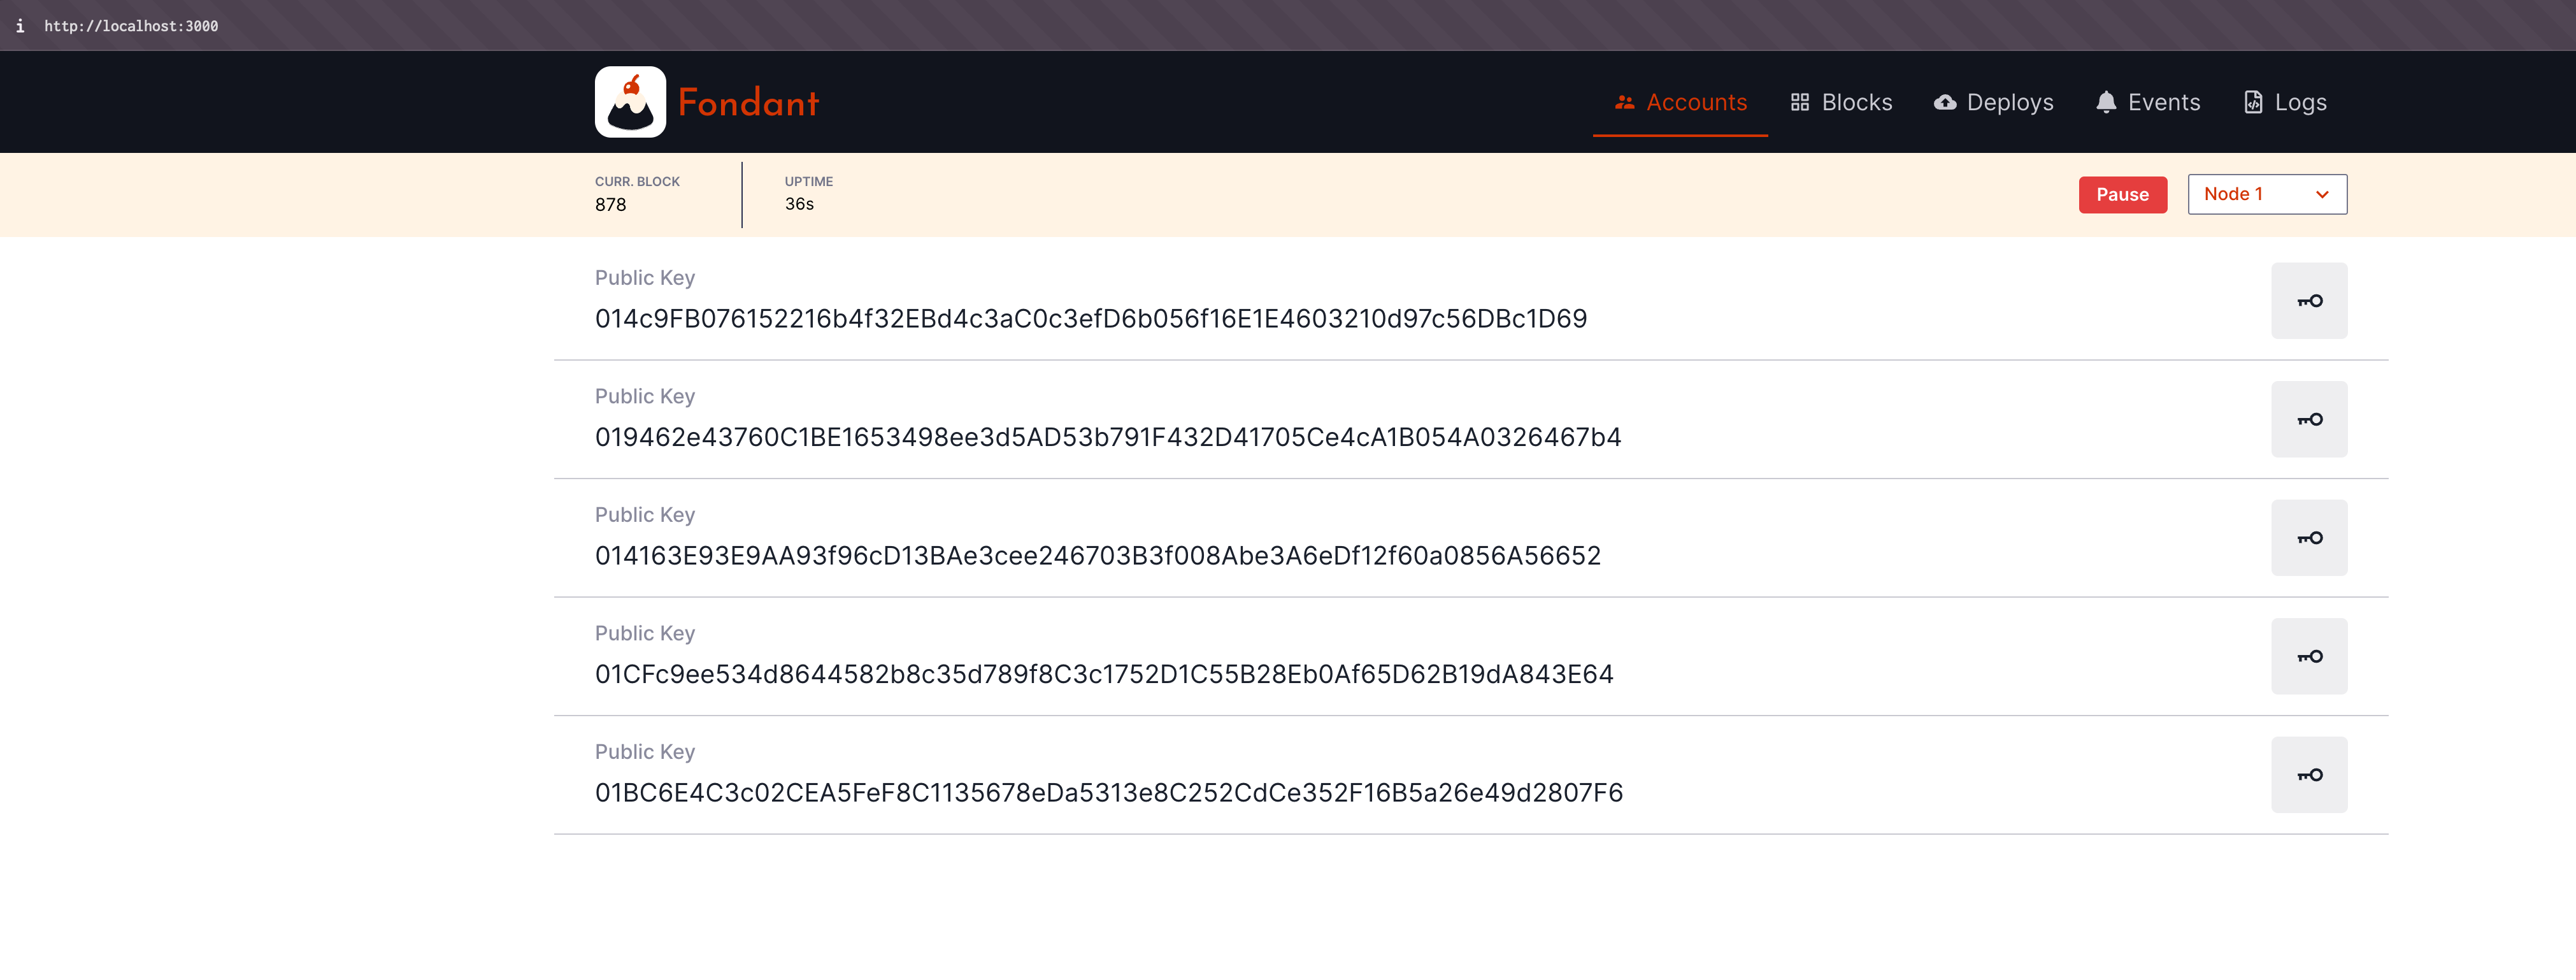 i http://localhost:3000
Fondant
Accounts
Blocks
Deploys
Events
Logs
CURR. BLOCK
878
UPTIME
36s
Pause
Node 1
Public Key
014c9FB076152216b4f32EBd4c3aC0c3efD6b056f16E1E4603210d97c56DBc1D69
Public Key
019462e43760C1BE1653498ee3d5AD53b791F432D41705Ce4cA1B054A0326467b4
Public Key
014163E93E9AA93f96cD13BAe3cee246703B3f008Abe3A6eDf12f60a0856A56652
Public Key
01CFc9ee534d8644582b8c35d789f8C3c1752D1C55B28Eb0Af65D62B19dA843E64
Public Key
01BC6E4C3c02CEA5FeF8C1135678eDa5313e8C252CdCe352F16B5a26e49d2807F6